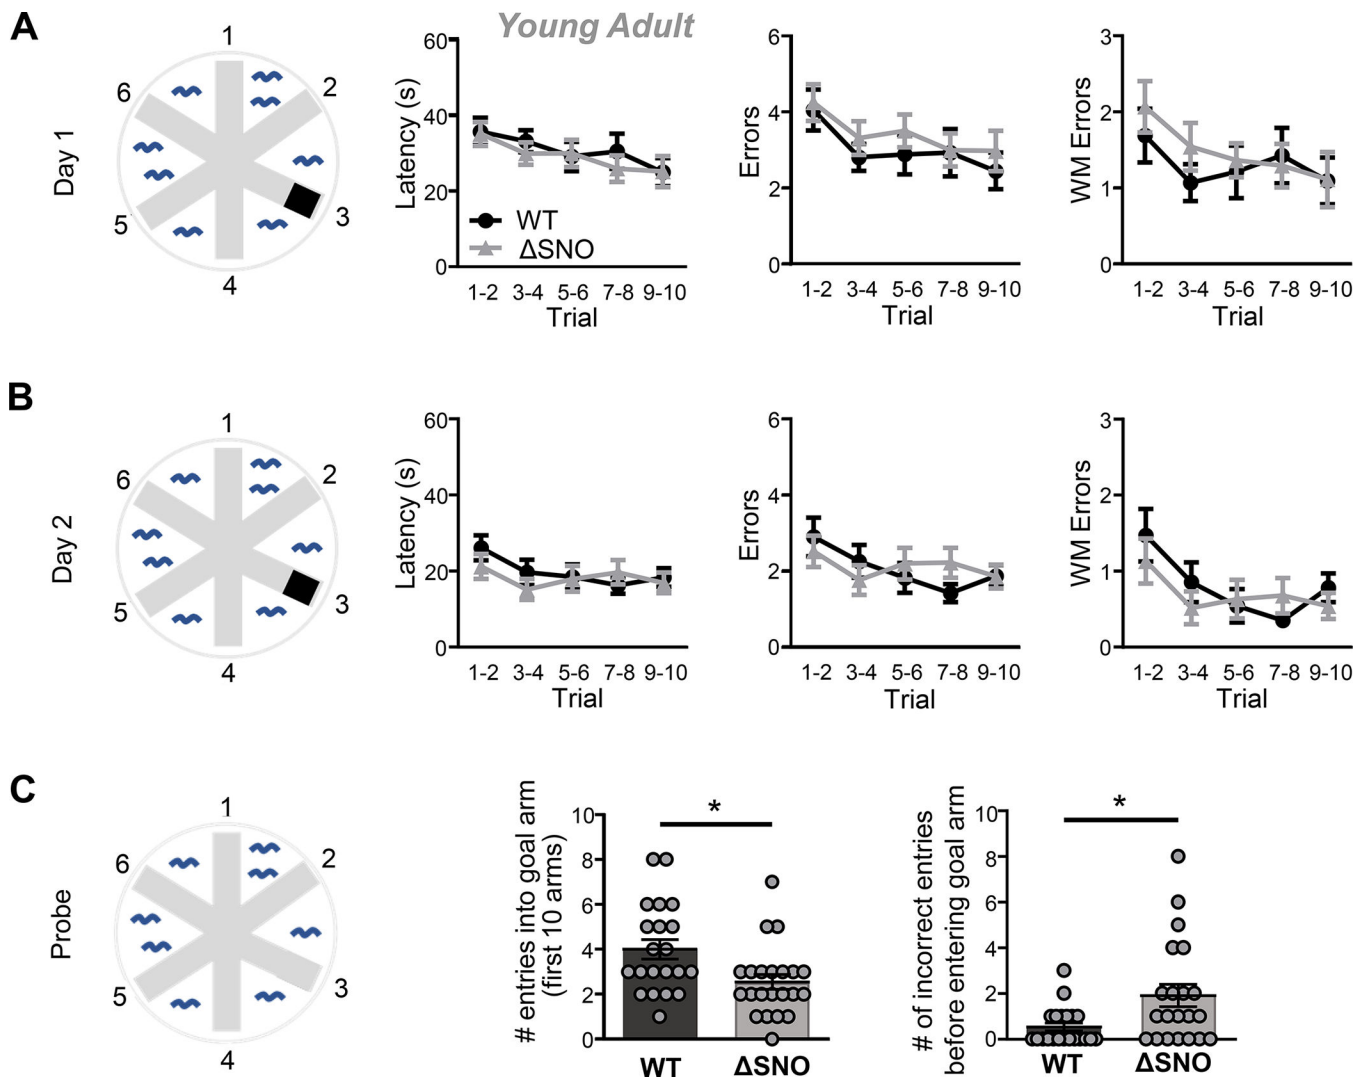 A
Young Adult
Day 1
1
2
3
4
5
6
Latency (s)
60
40
20
0
WT
ΔSNO
1-2 3-4 5-6 7-8 9-10
Trial
Errors
6
4
2
0
1-2 3-4 5-6 7-8 9-10
Trial
WM Errors
3
2
1
0
1-2 3-4 5-6 7-8 9-10
Trial
B
Day 2
1
2
3
4
5
6
Latency (s)
60
40
20
0
1-2 3-4 5-6 7-8 9-10
Trial
Errors
6
4
2
0
1-2 3-4 5-6 7-8 9-10
Trial
WM Errors
3
2
1
0
1-2 3-4 5-6 7-8 9-10
Trial
C
Probe
1
2
3
4
5
6
# entries into goal arm
(first 10 arms)
10
8
6
4
2
0
*
WT ΔSNO
# of incorrect entries
before entering goal arm
10
8
6
4
2
0
*
WT ΔSNO